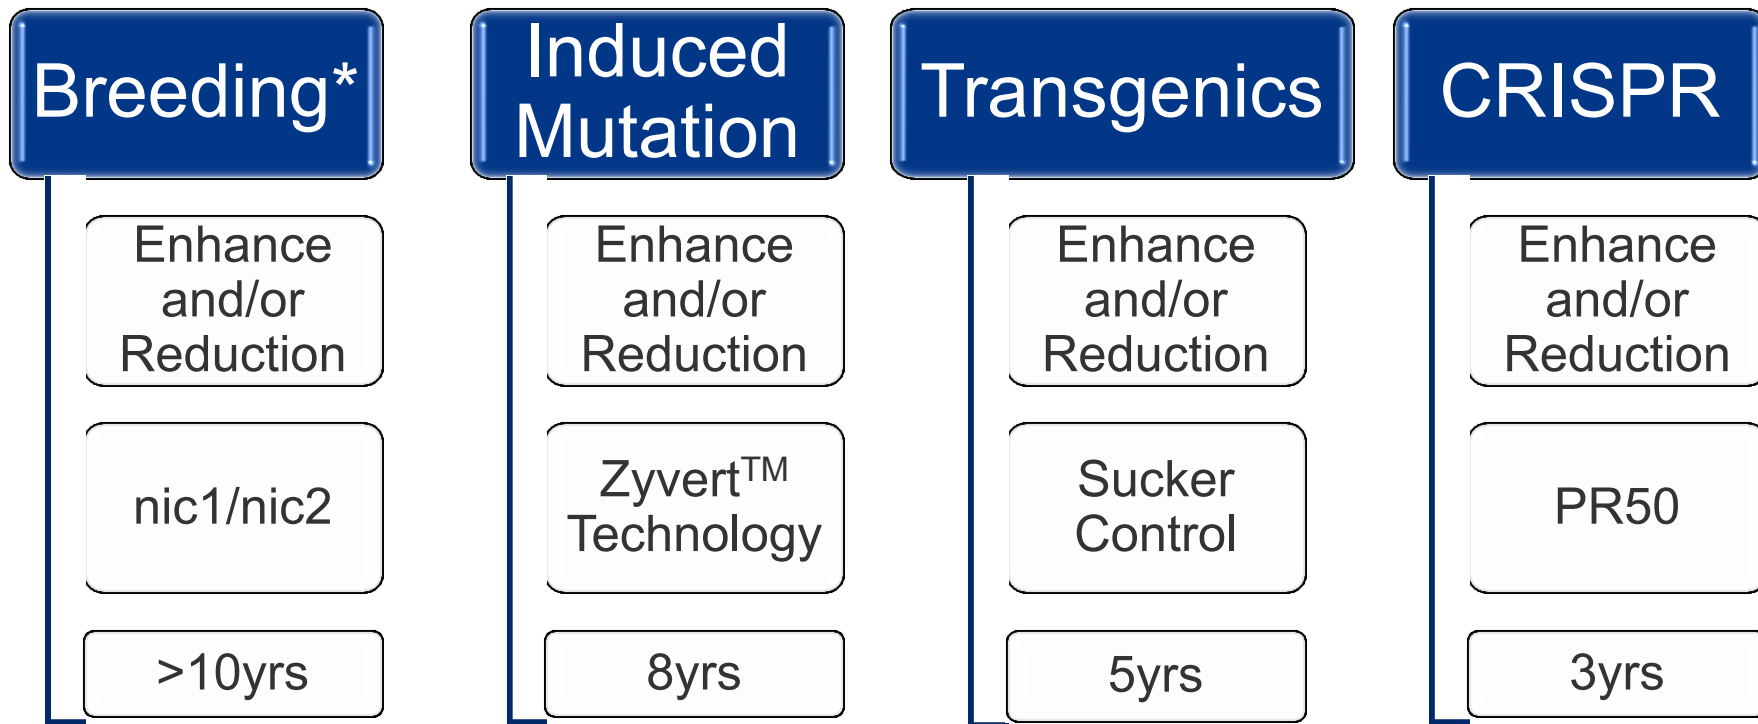 Breeding*
Enhance
and/or
Reduction
nic1/nic2
>10yrs
Induced
Mutation
Enhance
and/or
Reduction
Zyvert™
Technology
8yrs
Transgenics
Enhance
and/or
Reduction
Sucker
Control
5yrs
CRISPR
Enhance
and/or
Reduction
PR50
3yrs